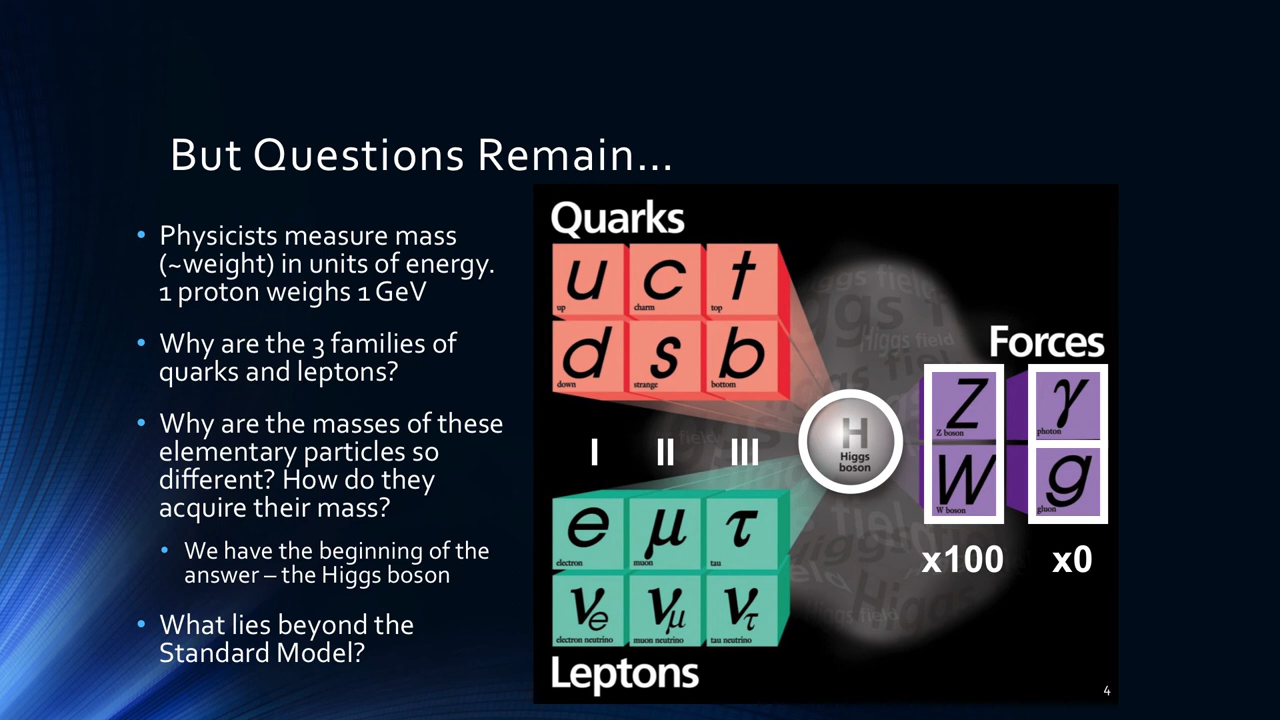 But Questions Remain...
• Physicists measure mass
(~weight) in units of energy.
1 proton weighs 1 GeV
• Why are the 3 families of
quarks and leptons?
• Why are the masses of these
elementary particles so
different? How do they
acquire their mass?
• We have the beginning of the
answer – the Higgs boson
• What lies beyond the
Standard Model?
Quarks
u c t
up charm top
d s b
down strange bottom
I II III
e μ τ
electron muon tau
νe νμ ντ
electron neutrino muon neutrino tau neutrino
Leptons
Higgs field
H
Higgs
boson
Forces
Z γ
Z boson photon
W g
W boson gluon
x100 x0
4